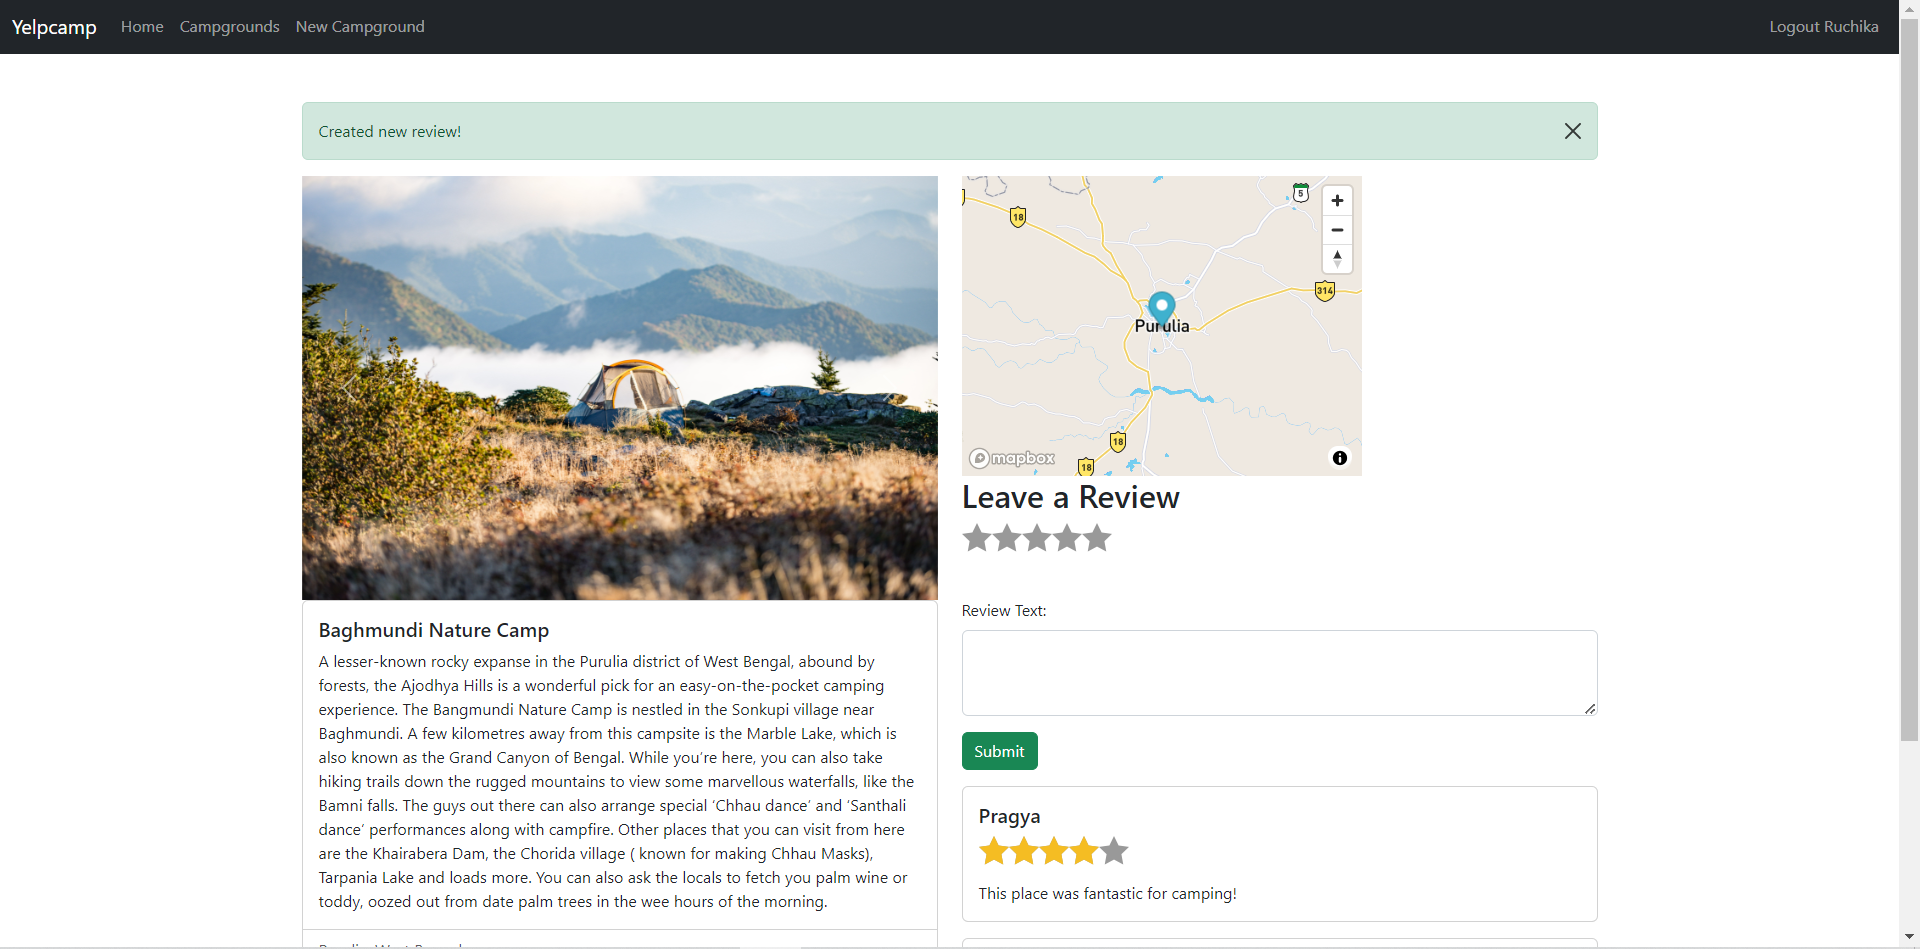 Yelpcamp Home Campgrounds New Campground Logout Ruchika
Created new review!
18
5
314
Purulia
18
18
mapbox
Baghmundi Nature Camp
A lesser-known rocky expanse in the Purulia district of West Bengal, abound by
forests, the Ajodhya Hills is a wonderful pick for an easy-on-the-pocket camping
experience. The Bangmundi Nature Camp is nestled in the Sonkupi village near
Baghmundi. A few kilometres away from this campsite is the Marble Lake, which is
also known as the Grand Canyon of Bengal. While you’re here, you can also take
hiking trails down the rugged mountains to view some marvellous waterfalls, like the
Bamni falls. The guys out there can also arrange special ‘Chhau dance’ and ‘Santhali
dance’ performances along with campfire. Other places that you can visit from here
are the Khairabera Dam, the Chorida village ( known for making Chhau Masks),
Tarpania Lake and loads more. You can also ask the locals to fetch you palm wine or
toddy, oozed out from date palm trees in the wee hours of the morning.
Leave a Review
Review Text:
Submit
Pragya
This place was fantastic for camping!